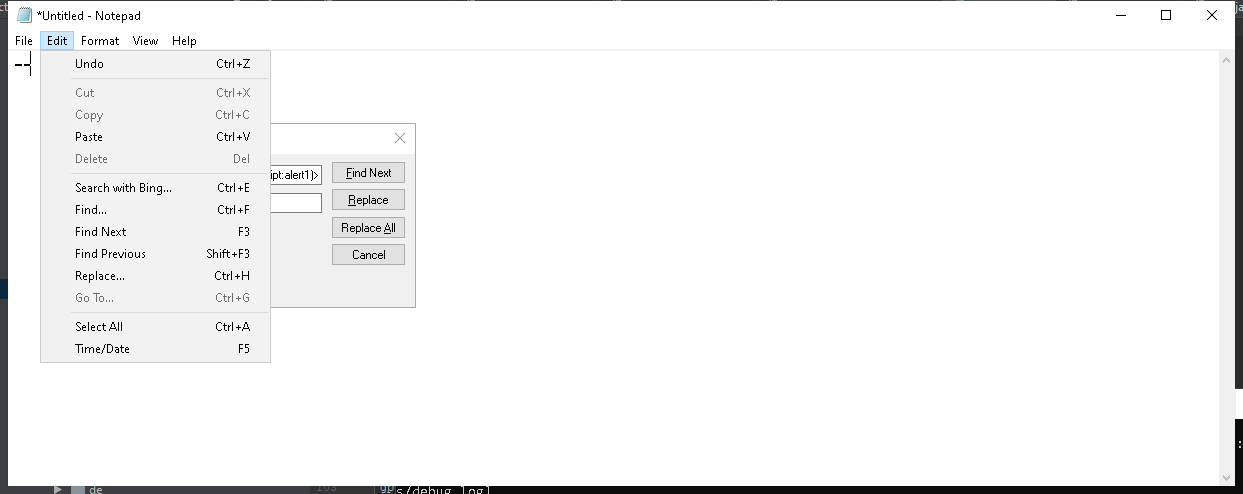 *Untitled - Notepad
File Edit Format View Help
--
Undo Ctrl+Z
Cut Ctrl+X
Copy Ctrl+C
Paste Ctrl+V
Delete Del
Search with Bing... Ctrl+E
Find... Ctrl+F
Find Next F3
Find Previous Shift+F3
Replace... Ctrl+H
Go To... Ctrl+G
Select All Ctrl+A
Time/Date F5
ipt:alert1)>
Find Next
Replace
Replace All
Cancel
de
103
s/debug.log]